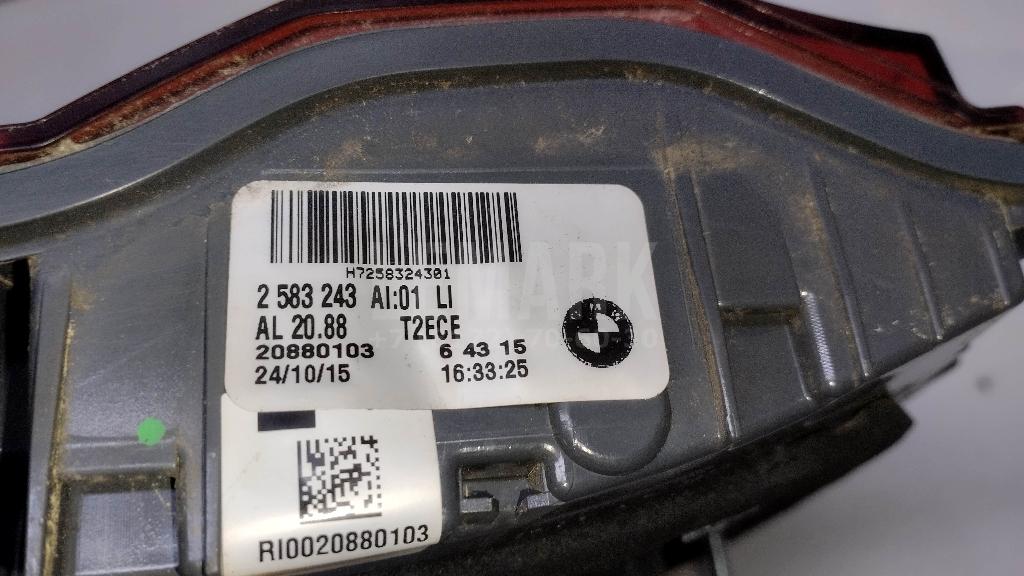 H7258324301
2 583 243 AI:01 LI
AL 20.88 T2ECE
20880103 6 43 15
24/10/15 16:33:25
RI0020880103